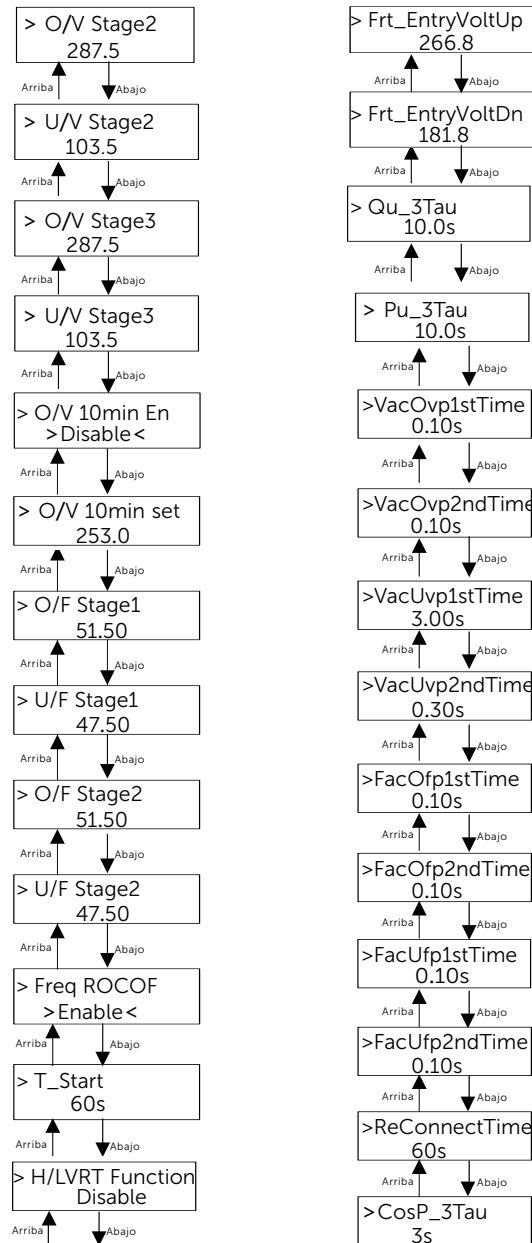 > O/V Stage2
287.5
Arriba Abajo
> U/V Stage2
103.5
Arriba Abajo
> O/V Stage3
287.5
Arriba Abajo
> U/V Stage3
103.5
Arriba Abajo
> O/V 10min En
>Disable<
Arriba Abajo
> O/V 10min set
253.0
Arriba Abajo
> O/F Stage1
51.50
Arriba Abajo
> U/F Stage1
47.50
Arriba Abajo
> O/F Stage2
51.50
Arriba Abajo
> U/F Stage2
47.50
Arriba Abajo
> Freq ROCOF
>Enable<
Arriba Abajo
> T_Start
60s
Arriba Abajo
> H/LVRT Function
Disable
Arriba Abajo
> Frt_EntryVoltUp
266.8
Arriba Abajo
> Frt_EntryVoltDn
181.8
Arriba Abajo
> Qu_3Tau
10.0s
Arriba Abajo
> Pu_3Tau
10.0s
Arriba Abajo
>VacOvp1stTime
0.10s
Arriba Abajo
>VacOvp2ndTime
0.10s
Arriba Abajo
>VacUvp1stTime
3.00s
Arriba Abajo
>VacUvp2ndTime
0.30s
Arriba Abajo
>FacOfp1stTime
0.10s
Arriba Abajo
>FacOfp2ndTime
0.10s
Arriba Abajo
>FacUfp1stTime
0.10s
Arriba Abajo
>FacUfp2ndTime
0.10s
Arriba Abajo
>ReConnectTime
60s
Arriba Abajo
>CosP_3Tau
3s